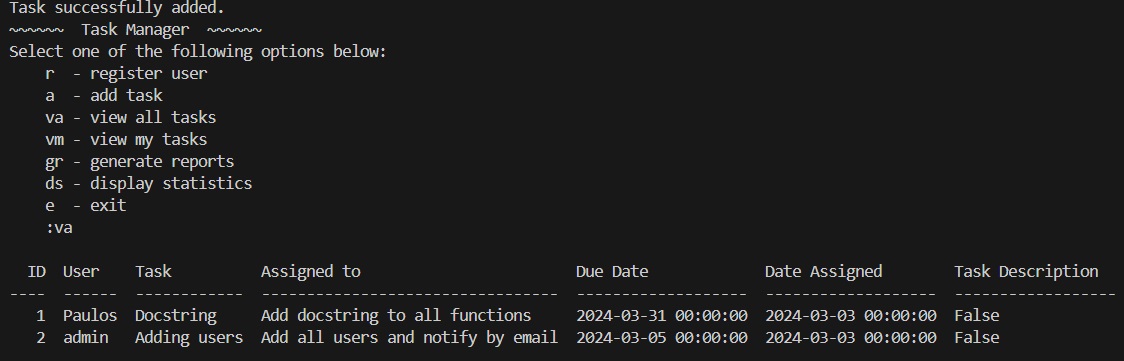 Task successfully added.
~~~~~~  Task Manager  ~~~~~~
Select one of the following options below:
    r  - register user
    a  - add task
    va - view all tasks
    vm - view my tasks
    gr - generate reports
    ds - display statistics
    e  - exit
    :va
  ID  User    Task          Assigned to                        Due Date             Date Assigned        Task Description
----  ------  ------------  ---------------------------------  -------------------  -------------------  ------------------
   1  Paulos  Docstring     Add docstring to all functions     2024-03-31 00:00:00  2024-03-03 00:00:00  False
   2  admin   Adding users  Add all users and notify by email  2024-03-05 00:00:00  2024-03-03 00:00:00  False